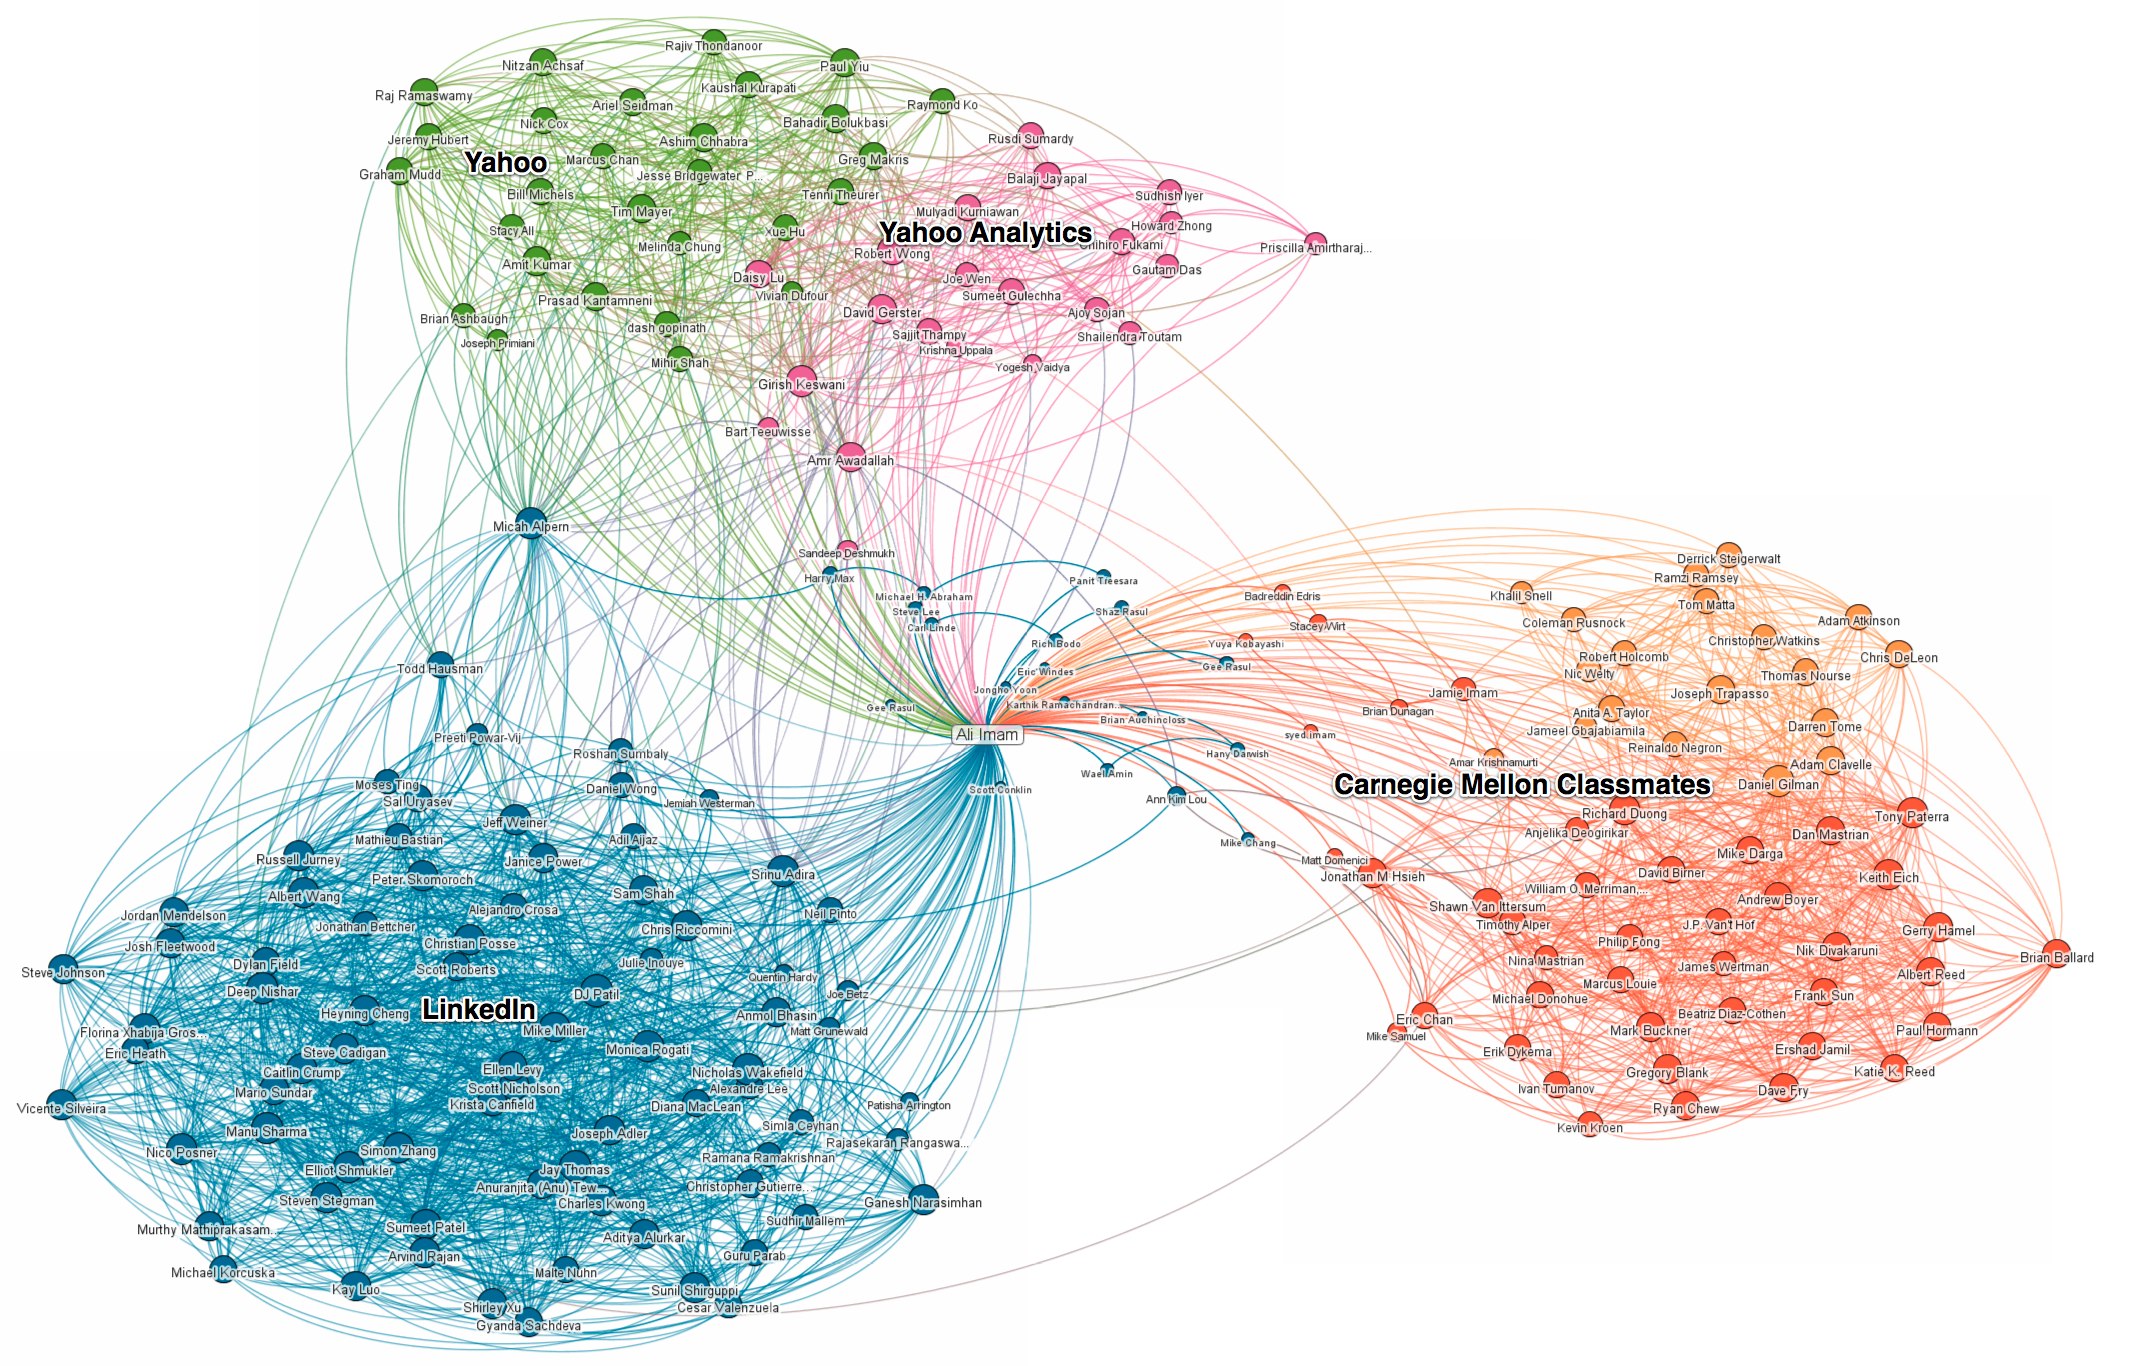 Rajiv Thondanoor
Nitzan Achsaf
Paul Yiu
Raj Ramaswamy
Kaushal Kurapati
Ariel Seidman
Raymond Ko
Nick Cox
Bahadir Bolukbasi
Jeremy Hubert
Ashim Chhabra
Rusdi Sumardy
Yahoo
Marcus Chan
Greg Makris
Graham Mudd
Jesse Bridgewater P...
Balaji Jayapal
Bill Michels
Tenni Theurer
Sudhish Iyer
Tim Mayer
Mulyadi Kurniawan
Stacy Ali
Xue Hu
Yahoo Analytics
Howard Zhong
Melinda Chung
Chihiro Fukami
Priscilla Amirtharaj...
Robert Wong
Amit Kumar
Gautam Das
Daisy Lu
Joe Wen
Prasad Kantamneni
Vivian Dufour
Sumeet Gulechha
Brian Ashbaugh
David Gerster
Ajoy Sojan
dash gopinath
Joseph Primiani
Sajjit Thampy
Shailendra Toutam
Krishna Uppala
Mihir Shah
Yogesh Vaidya
Girish Keswani
Bart Teeuwisse
Amr Awadallah
Micah Alpern
Sandeep Deshmukh
Harry Max
Panit Treesara
Michael H. Abraham
Steve Lee
Shaz Rasul
Carl Linde
Badreddin Edris
Stacey Wirt
Rich Bodo
Yuya Kobayashi
Gee Rasul
Eric Windes
Jongho Yoon
Karthik Ramachandran...
Gee Rasul
Brian Auchincloss
Ali Imam
Jamie Imam
Brian Dunagan
syed imam
Hany Darwish
Wael Amin
Scott Conklin
Ann Kim Lou
Mike Chang
Derrick Steigerwalt
Ramzi Ramsey
Khalil Snell
Tom Matta
Coleman Rusnock
Adam Atkinson
Christopher Watkins
Robert Holcomb
Chris DeLeon
Nic Welty
Thomas Nourse
Joseph Trapasso
Anita A. Taylor
Jameel Gbajabiamila
Darren Tome
Reinaldo Negron
Amar Krishnamurti
Adam Clavelle
Carnegie Mellon Classmates
Daniel Gilman
Richard Duong
Tony Paterra
Anjelika Deogirikar
Dan Mastrian
Mike Darga
Matt Domenici
Jonathan M Hsieh
David Birner
Keith Eich
William O. Merriman,...
Andrew Boyer
Shawn Van Ittersum
Timothy Alper
J.P. Van't Hof
Gerry Hamel
Philip Fong
Nik Divakaruni
Nina Mastrian
James Wertman
Brian Ballard
Albert Reed
Marcus Louie
Michael Donohue
Frank Sun
Beatriz Diaz-Cothen
Eric Chan
Mike Samuel
Mark Buckner
Paul Hormann
Erik Dykema
Ershad Jamil
Gregory Blank
Katie K. Reed
Ivan Tumanov
Dave Fry
Ryan Chew
Kevin Kroen
Todd Hausman
Preeti Powar-Vij
Roshan Sumbaly
Moses Ting
Daniel Wong
Sal Uryasev
Jemiah Westerman
Jeff Weiner
Mathieu Bastian
Adil Aijaz
Russell Jurney
Janice Power
Srinu Adira
Peter Skomoroch
Albert Wang
Sam Shah
Alejandro Crosa
Jordan Mendelson
Neil Pinto
Jonathan Bettcher
Chris Riccomini
Josh Fleetwood
Christian Posse
Dylan Field
Julie Inouye
Steve Johnson
Scott Roberts
Quentin Hardy
Deep Nishar
DJ Patil
Joe Betz
LinkedIn
Heyning Cheng
Anmol Bhasin
Florina Xhabija Gros...
Mike Miller
Matt Grunewald
Eric Heath
Steve Cadigan
Monica Rogati
Caitlin Crump
Ellen Levy
Nicholas Wakefield
Mario Sundar
Scott Nicholson
Alexandre Lee
Vicente Silveira
Krista Canfield
Diana MacLean
Patisha Arrington
Manu Sharma
Joseph Adler
Simla Ceyhan
Rajasekaran Rangaswa...
Nico Posner
Simon Zhang
Ramana Ramakrishnan
Elliot Shmukler
Jay Thomas
Anuranjita (Anu) Tew...
Christopher Gutierre...
Steven Stegman
Charles Kwong
Ganesh Narasimhan
Murthy Mathiprakasam..
Sumeet Patel
Sudhir Mallem
Aditya Alurkar
Arvind Rajan
Guru Parab
Michael Korcuska
Malte Nuhn
Kay Luo
Sunil Shirguppi
Shirley Xu
Cesar Valenzuela
Gyanda Sachdeva